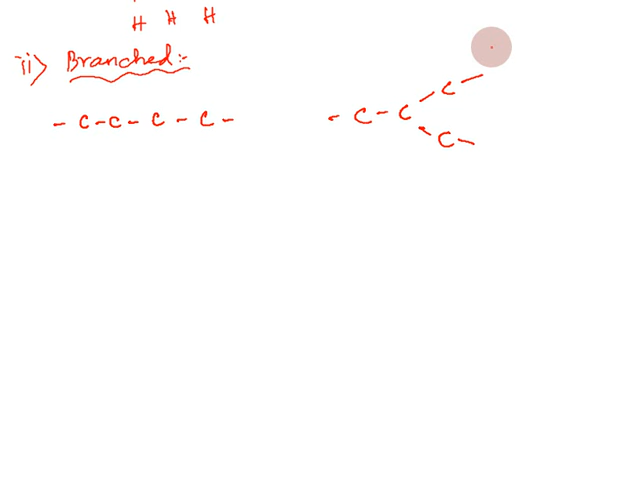 H H H
ii) Branched:-
- C - C - C - C -
C -
- C - C
C -